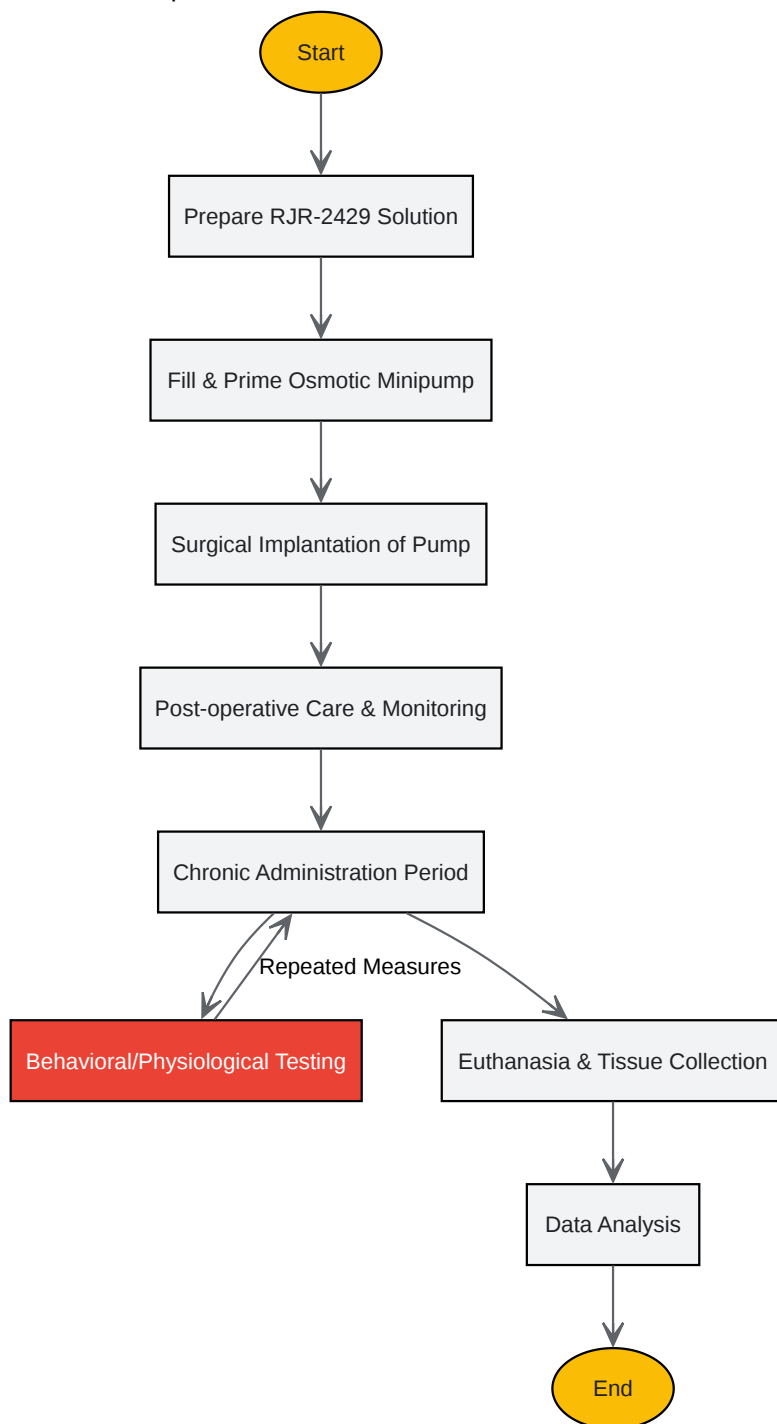 Start
Prepare RJR-2429 Solution
Fill & Prime Osmotic Minipump
Surgical Implantation of Pump
Post-operative Care & Monitoring
Chronic Administration Period
Repeated Measures
Behavioral/Physiological Testing
Euthanasia & Tissue Collection
Data Analysis
End